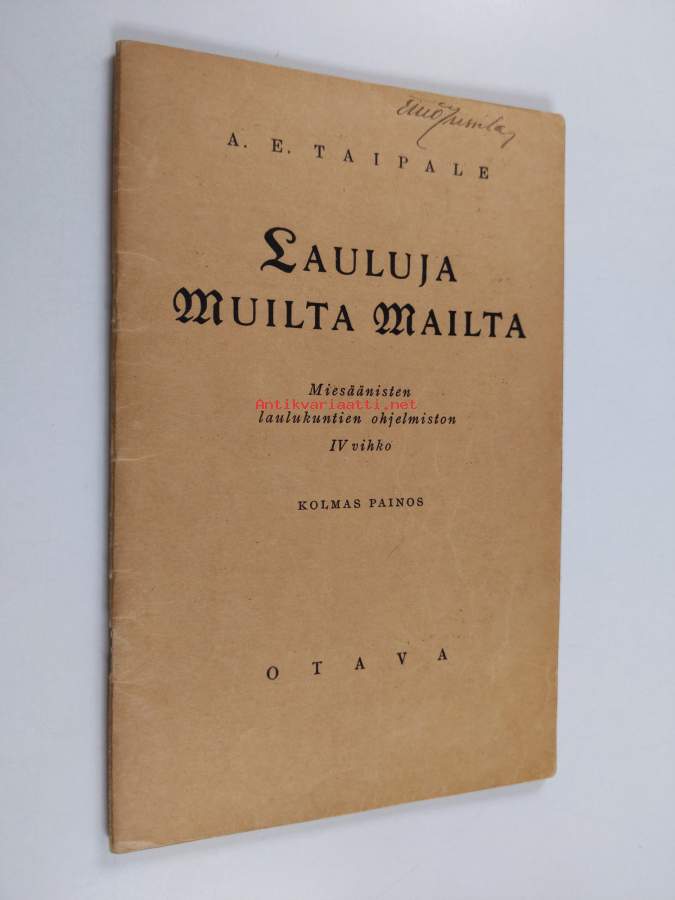 A. E. TAIPALE
LAULUJA
MUILTA MAILTA
Miesäänisten
Antikvariaatti.net
laulukuntien ohjelmiston
IV vihko
KOLMAS PAINOS
OTAVA